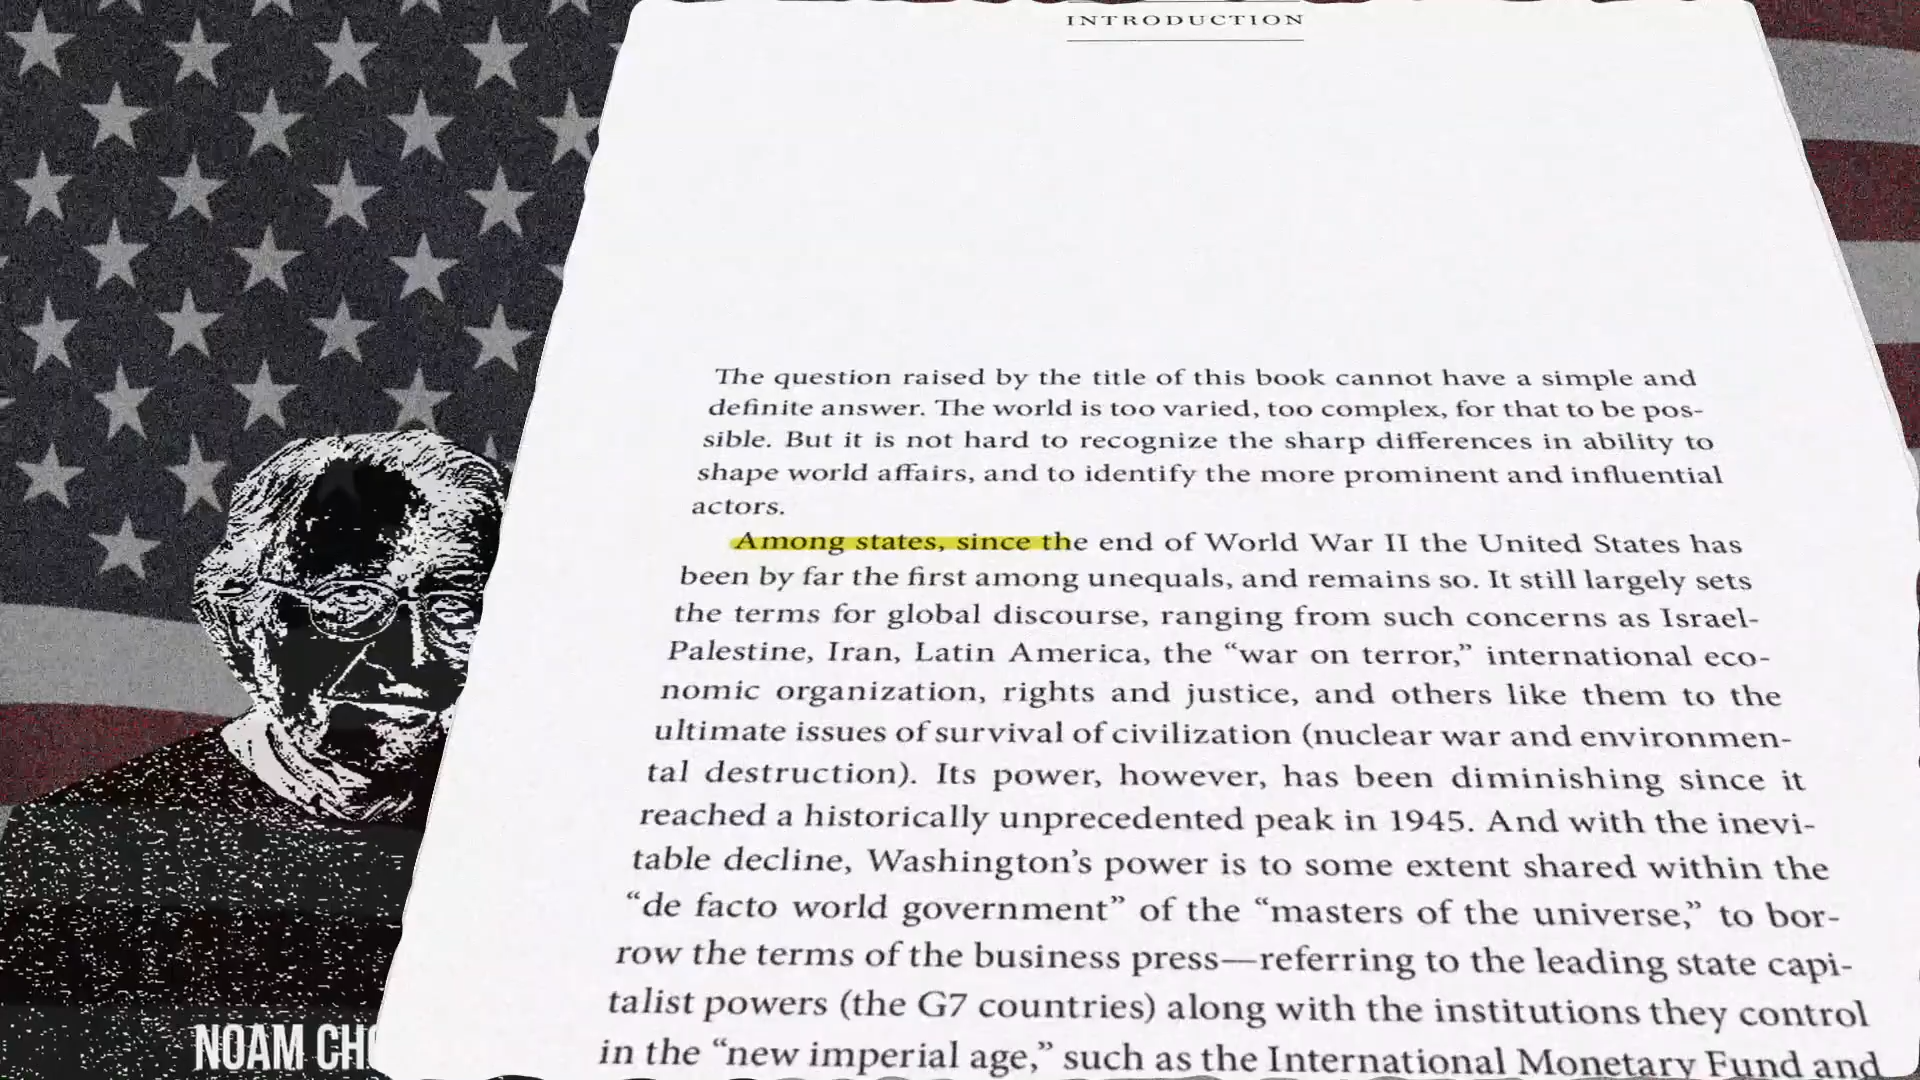 INTRODUCTION
The question raised by the title of this book cannot have a simple and
definite answer. The world is too varied, too complex, for that to be pos-
sible. But it is not hard to recognize the sharp differences in ability to
shape world affairs, and to identify the more prominent and influential
actors.
Among states, since the end of World War II the United States has
been by far the first among unequals, and remains so. It still largely sets
the terms for global discourse, ranging from such concerns as Israel-
Palestine, Iran, Latin America, the “war on terror,” international eco-
nomic organization, rights and justice, and others like them to the
ultimate issues of survival of civilization (nuclear war and environmen-
tal destruction). Its power, however, has been diminishing since it
reached a historically unprecedented peak in 1945. And with the inevi-
table decline, Washington’s power is to some extent shared within the
“de facto world government” of the “masters of the universe,” to bor-
row the terms of the business press—referring to the leading state capi-
talist powers (the G7 countries) along with the institutions they control
in the “new imperial age,” such as the International Monetary Fund and
NOAM CHO